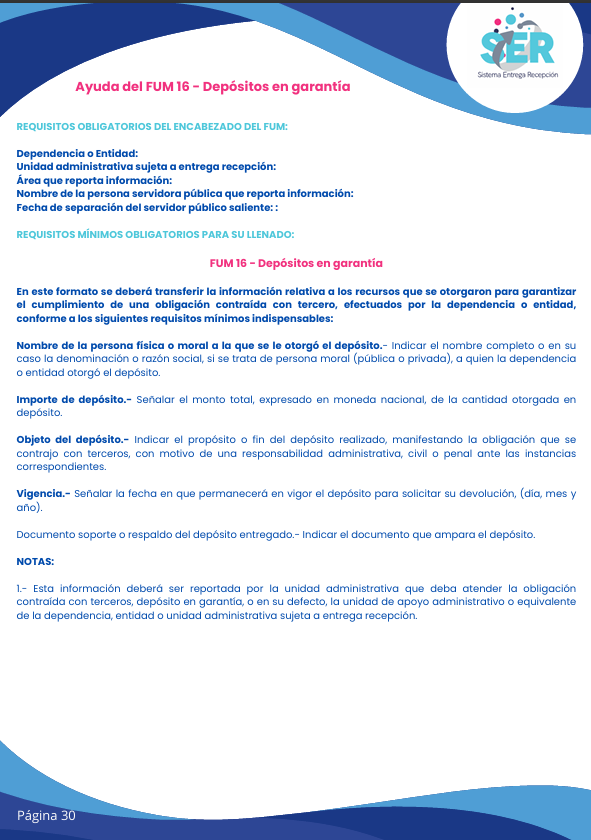 SER
Sistema Entrega Recepción
Ayuda del FUM 16 - Depósitos en garantía
REQUISITOS OBLIGATORIOS DEL ENCABEZADO DEL FUM:
Dependencia o Entidad:
Unidad administrativa sujeta a entrega recepción:
Área que reporta información:
Nombre de la persona servidora pública que reporta información:
Fecha de separación del servidor público saliente: :
REQUISITOS MÍNIMOS OBLIGATORIOS PARA SU LLENADO:
FUM 16 - Depósitos en garantía
En este formato se deberá transferir la información relativa a los recursos que se otorgaron para garantizar
el cumplimiento de una obligación contraída con tercero, efectuados por la dependencia o entidad,
conforme a los siguientes requisitos mínimos indispensables:
Nombre de la persona física o moral a la que se le otorgó el depósito.- Indicar el nombre completo o en su
caso la denominación o razón social, si se trata de persona moral (pública o privada), a quien la dependencia
o entidad otorgó el depósito.
Importe de depósito.- Señalar el monto total, expresado en moneda nacional, de la cantidad otorgada en
depósito.
Objeto del depósito.- Indicar el propósito o fin del depósito realizado, manifestando la obligación que se
contrajo con terceros, con motivo de una responsabilidad administrativa, civil o penal ante las instancias
correspondientes.
Vigencia.- Señalar la fecha en que permanecerá en vigor el depósito para solicitar su devolución, (día, mes y
año).
Documento soporte o respaldo del depósito entregado.- Indicar el documento que ampara el depósito.
NOTAS:
1.- Esta información deberá ser reportada por la unidad administrativa que deba atender la obligación
contraída con terceros, depósito en garantía, o en su defecto, la unidad de apoyo administrativo o equivalente
de la dependencia, entidad o unidad administrativa sujeta a entrega recepción.
Página 30